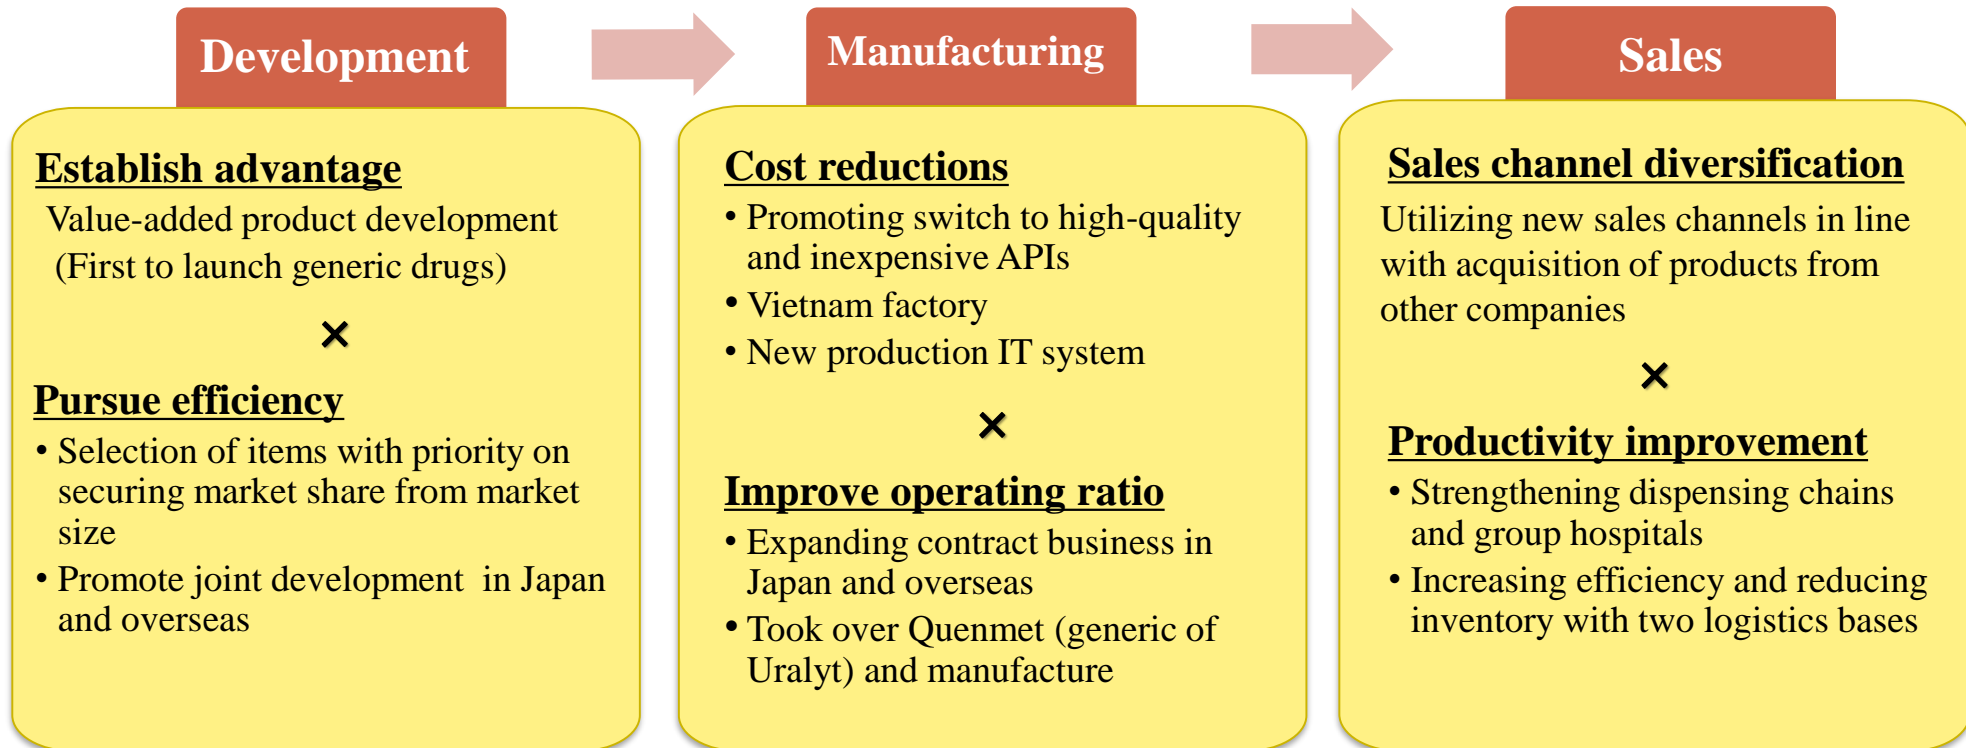 Development
Establish advantage
Value-added product development
(First to launch generic drugs)
×
Pursue efficiency
• Selection of items with priority on
securing market share from market
size
• Promote joint development in Japan
and overseas
Manufacturing
Cost reductions
• Promoting switch to high-quality
and inexpensive APIs
• Vietnam factory
• New production IT system
×
Improve operating ratio
• Expanding contract business in
Japan and overseas
• Took over Quenmet (generic of
Uralyt) and manufacture
Sales
Sales channel diversification
Utilizing new sales channels in line
with acquisition of products from
other companies
×
Productivity improvement
• Strengthening dispensing chains
and group hospitals
• Increasing efficiency and reducing
inventory with two logistics bases